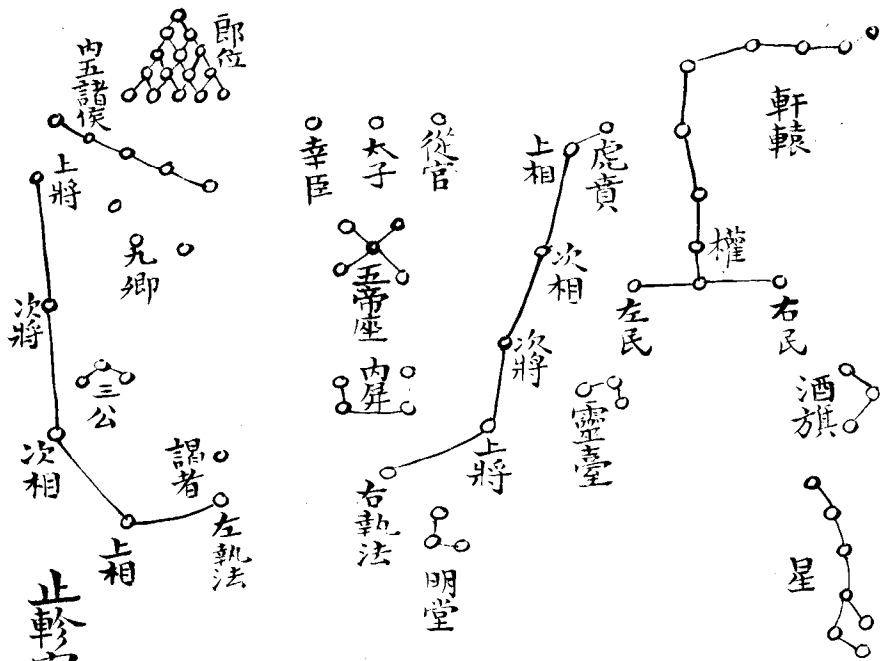 軒轅
權
右民
左民
酒旗
星
虎賁
上相
次相
次將
上將
右執法
靈臺
明堂
從官
太子
幸臣
五帝座
內屏
郎位
內五諸侯
上將
九卿
次將
三公
次相
謁者
左執法
上相
止軫